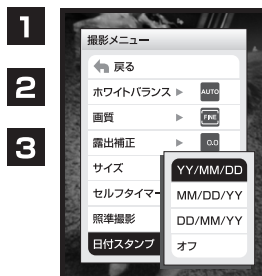 1
2
3
撮影メニュー
戻る
ホワイトバランス AUTO
画質 FINE
露出補正 0.0
サイズ
セルフタイマー
照準撮影
日付スタンプ
YY/MM/DD
MM/DD/YY
DD/MM/YY
オフ